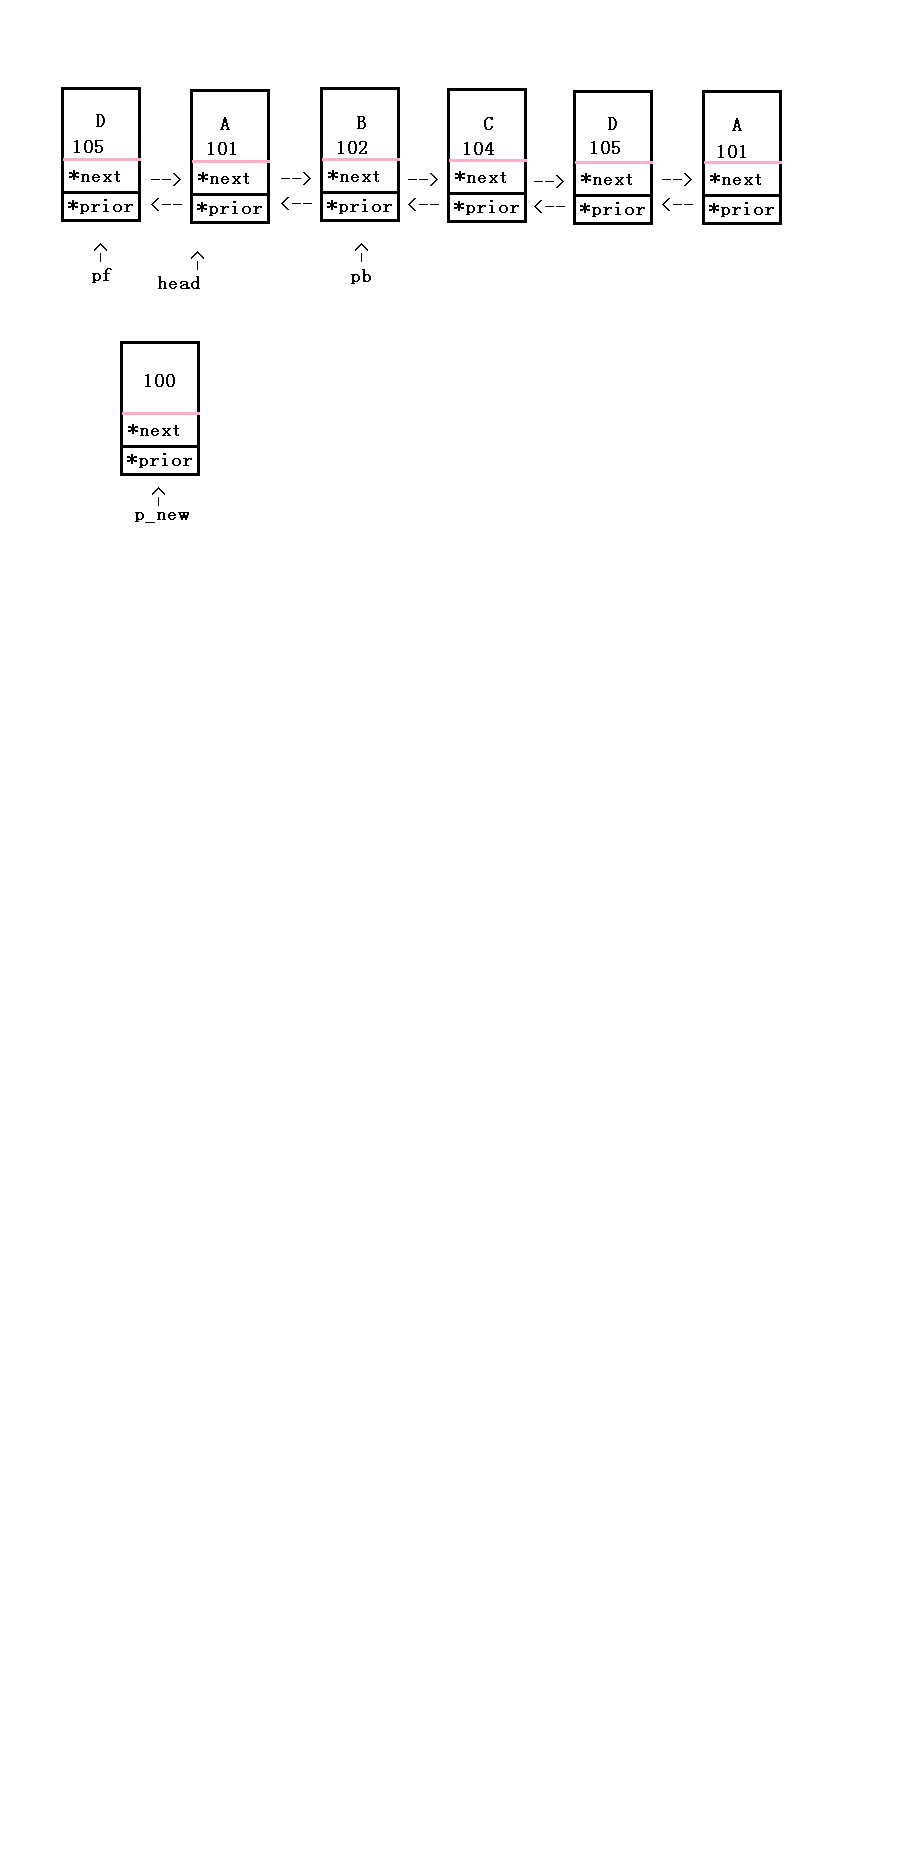 D
105
*next
*prior
A
101
*next
*prior
B
102
*next
*prior
C
104
*next
*prior
D
105
*next
*prior
A
101
*next
*prior
-->
<--
-->
<--
-->
<--
-->
<--
-->
<--
pf
head
pb
100
*next
*prior
p_new